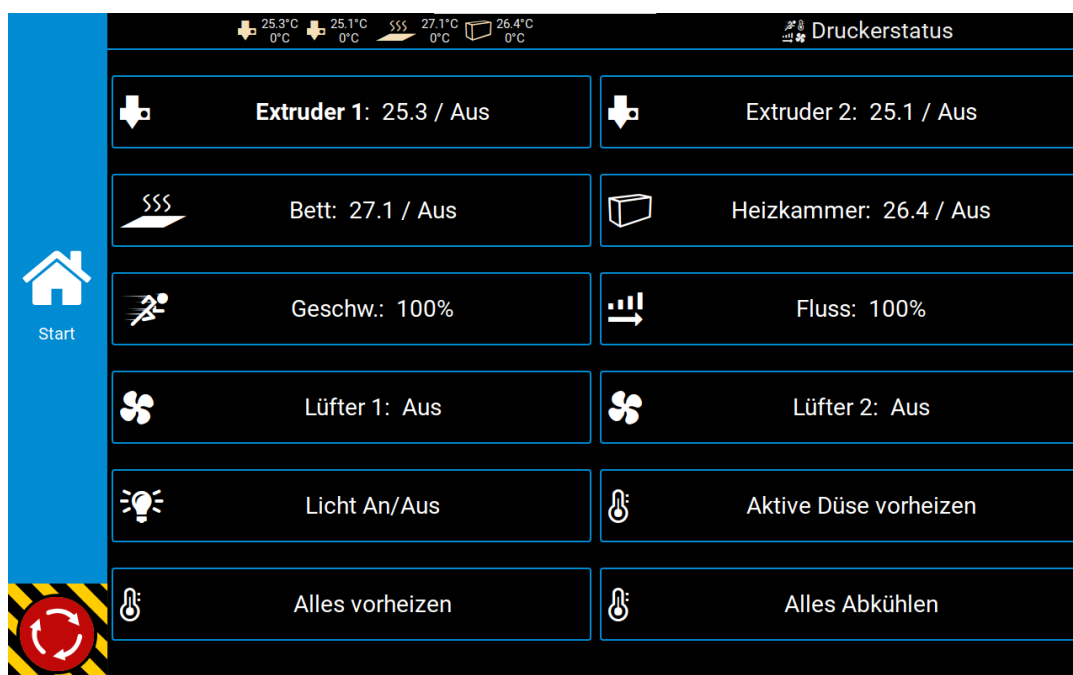 25.3°C 25.1°C 27.1°C 26.4°C
0°C 0°C 0°C 0°C
Druckerstatus
Extruder 1: 25.3 / Aus
Extruder 2: 25.1 / Aus
Bett: 27.1 / Aus
Heizkammer: 26.4 / Aus
Geschw.: 100%
Fluss: 100%
Start
Lüfter 1: Aus
Lüfter 2: Aus
Licht An/Aus
Aktive Düse vorheizen
Alles vorheizen
Alles Abkühlen